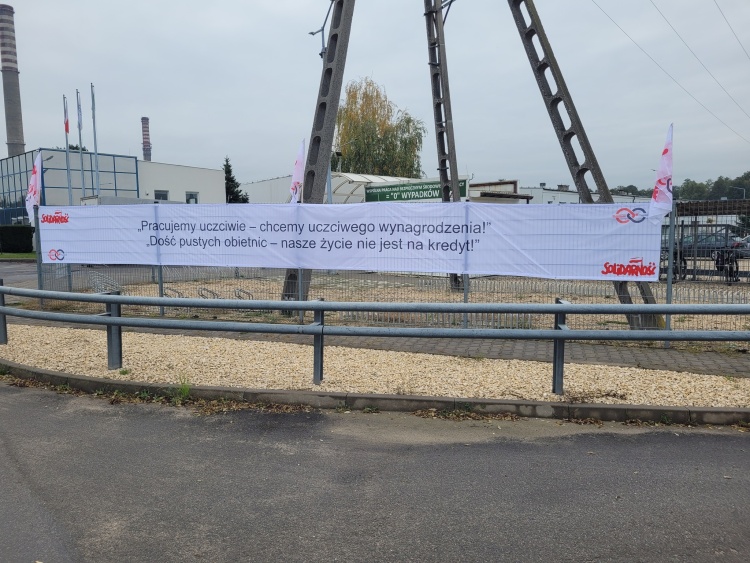 = "0" WYPADKÓW
Solidarność
„Pracujemy uczciwie – chcemy uczciwego wynagrodzenia!"
„Dość pustych obietnic – nasze życie nie jest na kredyt!"
Solidarność